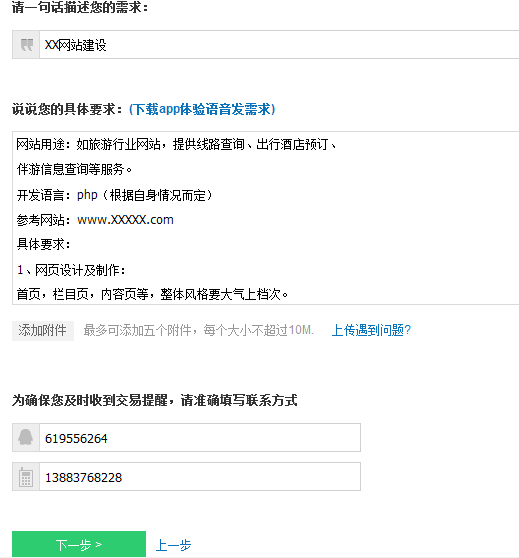 请一句话描述您的需求：
XX网站建设
说说您的具体要求：(下载app体验语音发需求)
网站用途：如旅游行业网站，提供线路查询、出行酒店预订、
伴游信息查询等服务。
开发语言：php（根据自身情况而定）
参考网站：www.XXXXX.com
具体要求：
1、网页设计及制作：
首页，栏目页，内容页等，整体风格要大气上档次。
添加附件 最多可添加五个附件，每个大小不超过10M. 上传遇到问题?
为确保您及时收到交易提醒，请准确填写联系方式
619556264
13883768228
下一步 > 上一步